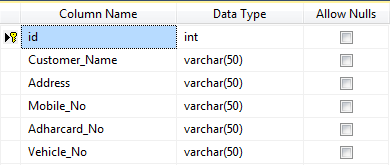 Column Name Data Type Allow Nulls
id int
Customer_Name varchar(50)
Address varchar(50)
Mobile_No varchar(50)
Adharcard_No varchar(50)
Vehicle_No varchar(50)